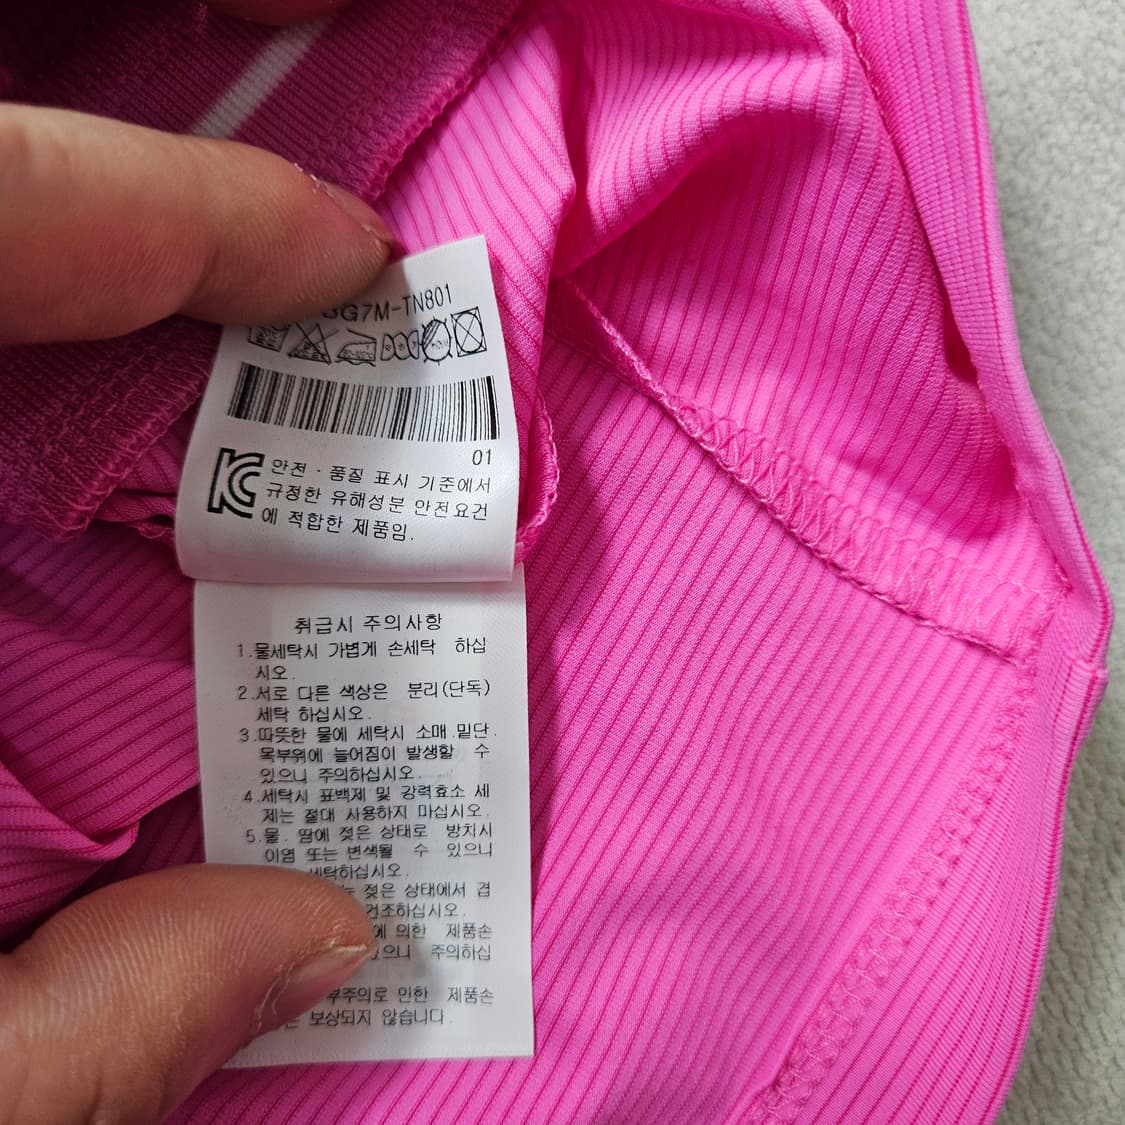 G7M-TN801
01
안전 · 품질 표시 기준에서
규정한 유해성분 안전요건
에 적합한 제품임.
취급시 주의사항
1.물세탁시 가볍게 손세탁 하십
시오.
2.서로 다른 색상은 분리(단독)
세탁 하십시오.
3.따뜻한 물에 세탁시 소매.밑단.
목부위에 늘어짐이 발생할 수
있으니 주의하십시오.
4.세탁시 표백제 및 강력효소 세
제는 절대 사용하지 마십시오.
5.물. 땀에 젖은 상태로 방치시
이염 또는 변색될 수 있으니
세탁하십시오.
젖은 상태에서 겹
건조하십시오.
에 의한 제품손
있으니 주의하십
부주의로 인한 제품손
은 보상되지 않습니다.